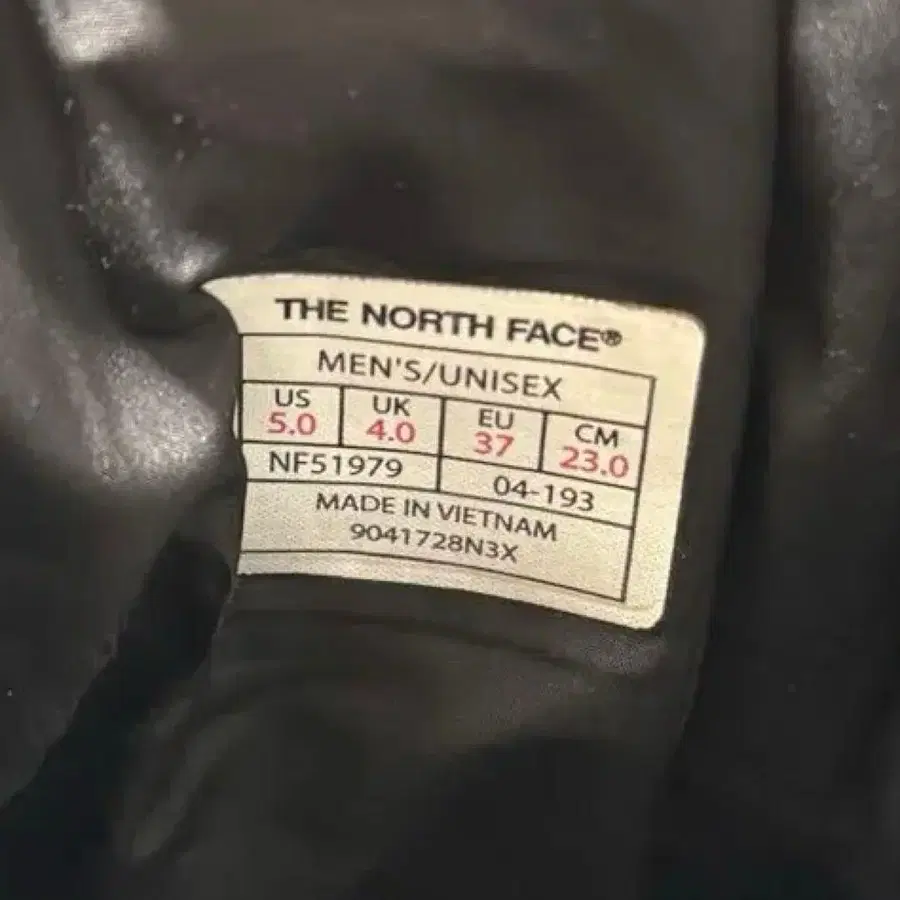 THE NORTH FACE®
MEN'S/UNISEX
US UK EU CM
5.0 4.0 37 23.0
NF51979 04-193
MADE IN VIETNAM
9041728N3X